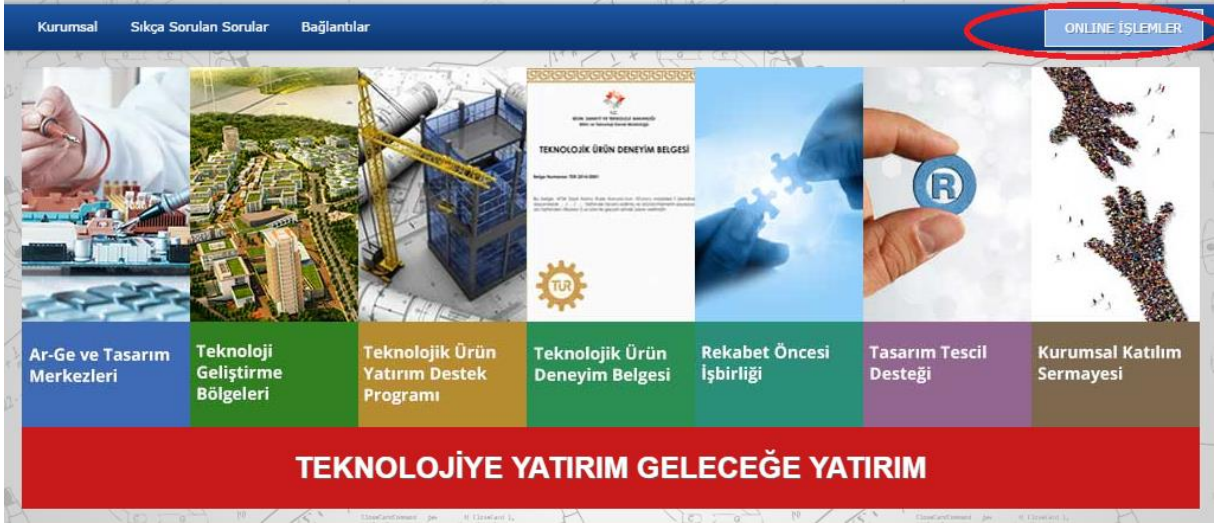 Kurumsal
Sıkça Sorulan Sorular
Bağlantılar
ONLINE İŞLEMLER
T.C.
TEKNOLOJİK ÜRÜN DENEYİM BELGESİ
TUR
R
Ar-Ge ve Tasarım
Merkezleri
Teknoloji
Geliştirme
Bölgeleri
Teknolojik Ürün
Yatırım Destek
Programı
Teknolojik Ürün
Deneyim Belgesi
Rekabet Öncesi
İşbirliği
Tasarım Tescil
Desteği
Kurumsal Katılım
Sermayesi
TEKNOLOJİYE YATIRIM GELECEĞE YATIRIM